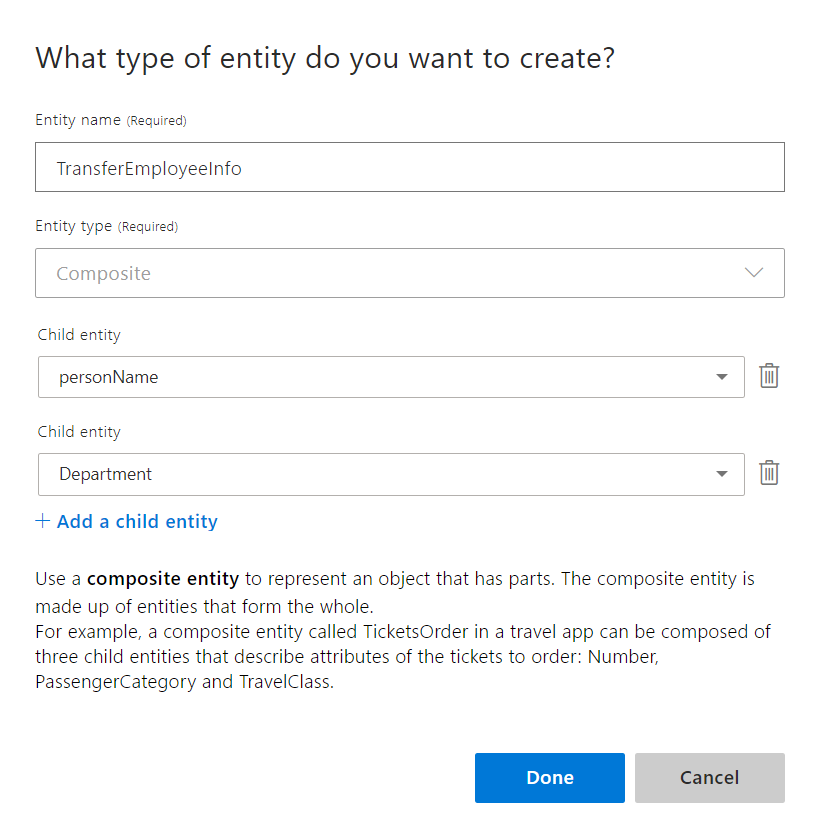 What type of entity do you want to create?
Entity name (Required)
TransferEmployeeInfo
Entity type (Required)
Composite
Child entity
personName
Child entity
Department
+ Add a child entity
Use a composite entity to represent an object that has parts. The composite entity is
made up of entities that form the whole.
For example, a composite entity called TicketsOrder in a travel app can be composed of
three child entities that describe attributes of the tickets to order: Number,
PassengerCategory and TravelClass.
Done
Cancel